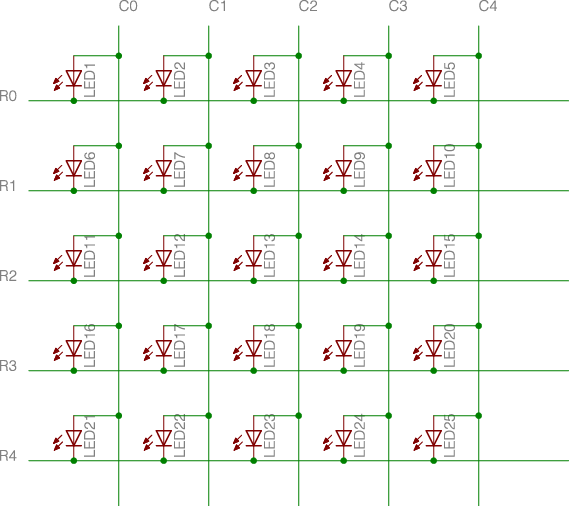 C0 C1 C2 C3 C4
LED1 LED2 LED3 LED4 LED5
R0
LED6 LED7 LED8 LED9 LED10
R1
LED11 LED12 LED13 LED14 LED15
R2
LED16 LED17 LED18 LED19 LED20
R3
LED21 LED22 LED23 LED24 LED25
R4